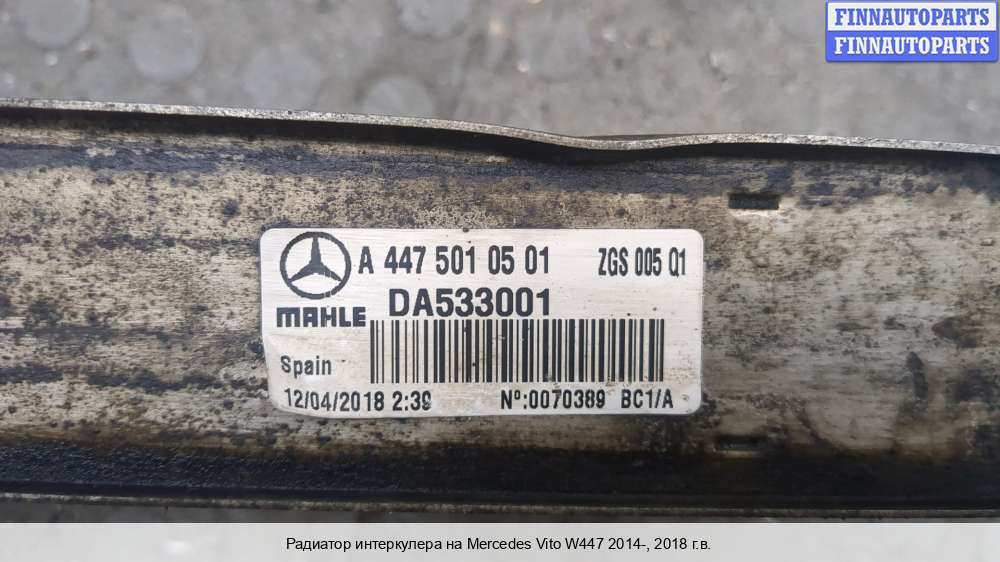 FINNAUTOPARTS
FINNAUTOPARTS
A 447 501 05 01 ZGS 005 Q1
MAHLE DA533001
Spain
12/04/2018 2:39 Nº:0070389 BC1/A
Радиатор интеркулера на Mercedes Vito W447 2014-, 2018 г.в.